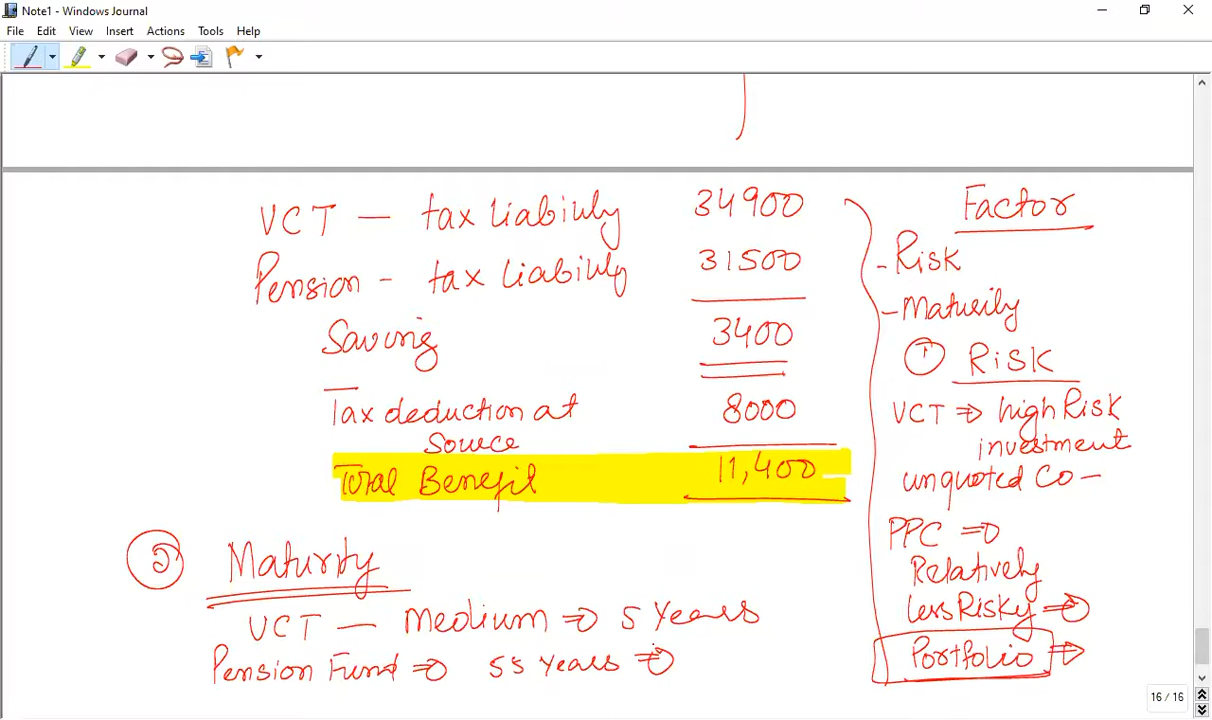 Note1 - Windows Journal
File Edit View Insert Actions Tools Help
VCT — tax liability 34900
Pension - tax liability 31500
Saving 3400
Tax deduction at 8000
Source
Total Benefit 11,400
② Maturity
VCT — Medium ⇒ 5 Years
Pension Fund ⇒ 55 Years ⇒
Factor
- Risk
- Maturity
① Risk
VCT ⇒ high Risk
investment
unquoted Co -
PPC ⇒
Relatively
less Risky ⇒
Portfolio ⇒
16 / 16